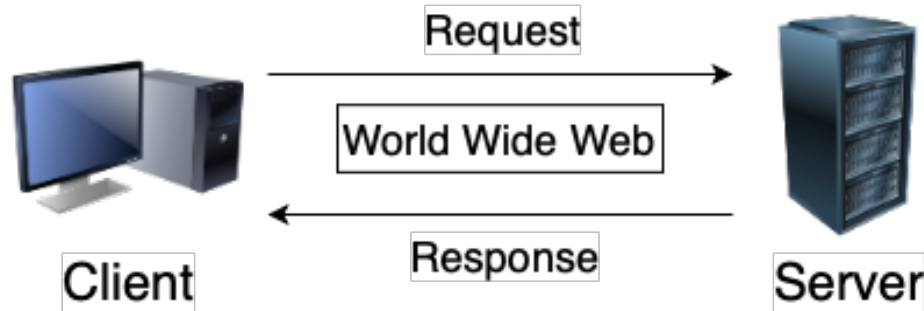 Request
World Wide Web
Response
Client
Server